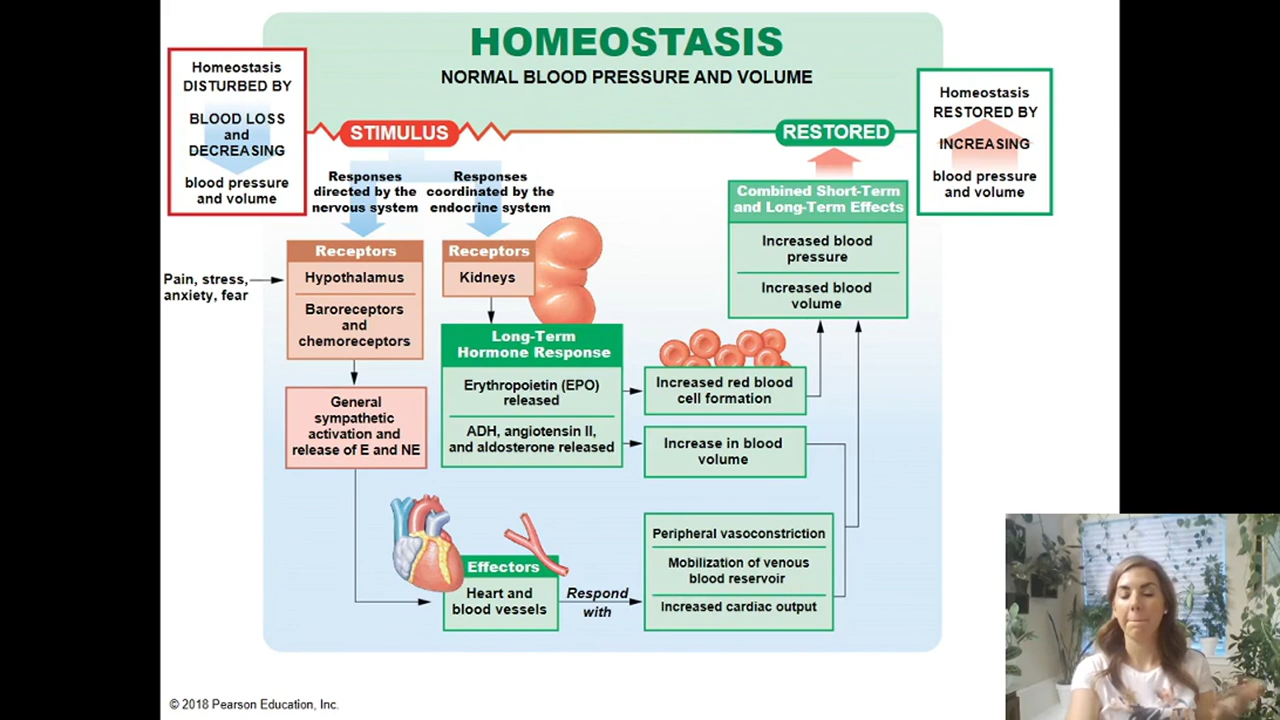 HOMEOSTASIS
NORMAL BLOOD PRESSURE AND VOLUME
Homeostasis
DISTURBED BY
BLOOD LOSS
and
DECREASING
blood pressure
and volume
STIMULUS
RESTORED
Homeostasis
RESTORED BY
INCREASING
blood pressure
and volume
Responses
directed by the
nervous system
Responses
coordinated by the
endocrine system
Combined Short-Term
and Long-Term Effects
Increased blood
pressure
Increased blood
volume
Pain, stress,
anxiety, fear
Receptors
Hypothalamus
Baroreceptors
and
chemoreceptors
Receptors
Kidneys
Long-Term
Hormone Response
Erythropoietin (EPO)
released
ADH, angiotensin II,
and aldosterone released
Increased red blood
cell formation
Increase in blood
volume
General
sympathetic
activation and
release of E and NE
Effectors
Heart and
blood vessels
Respond
with
Peripheral vasoconstriction
Mobilization of venous
blood reservoir
Increased cardiac output
© 2018 Pearson Education, Inc.